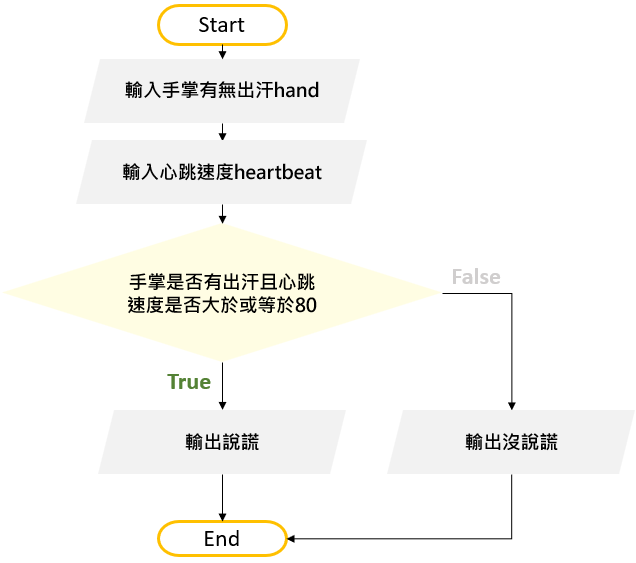 Start
輸入手掌有無出汗hand
輸入心跳速度heartbeat
手掌是否有出汗且心跳
速度是否大於或等於80
False
True
輸出說謊
輸出沒說謊
End